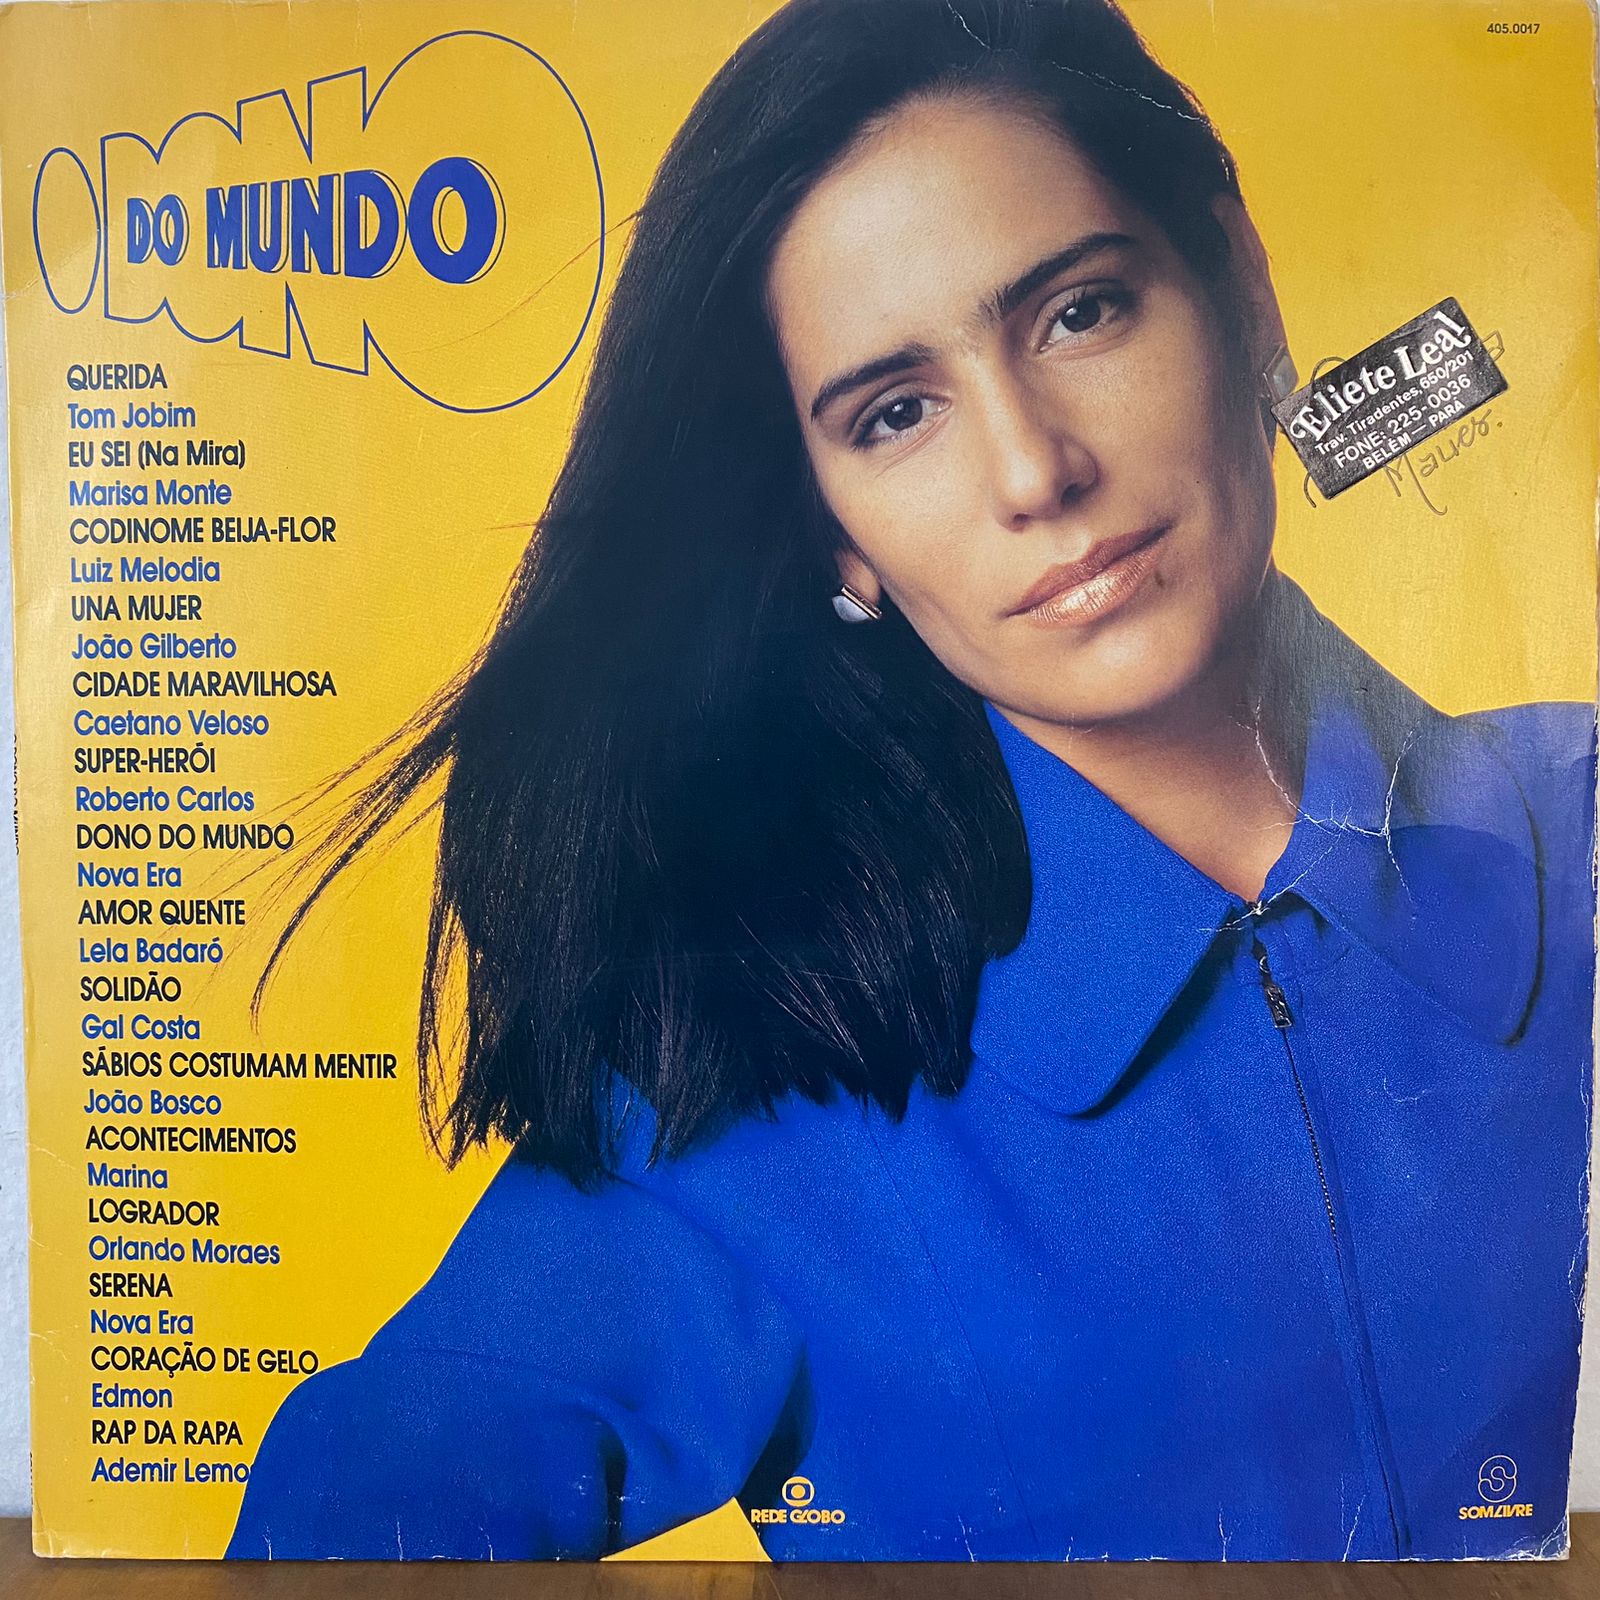 405.0017
O DONO
DO MUNDO
QUERIDA
Tom Jobim
EU SEI (Na Mira)
Marisa Monte
CODINOME BEIJA-FLOR
Luiz Melodia
UNA MUJER
João Gilberto
CIDADE MARAVILHOSA
Caetano Veloso
SUPER-HERÓI
Roberto Carlos
DONO DO MUNDO
Nova Era
AMOR QUENTE
Lela Badaró
SOLIDÃO
Gal Costa
SÁBIOS COSTUMAM MENTIR
João Bosco
ACONTECIMENTOS
Marina
LOGRADOR
Orlando Moraes
SERENA
Nova Era
CORAÇÃO DE GELO
Edmon
RAP DA RAPA
Ademir Lemos
Eliete Leal
Trav. Tiradentes, 650/201
FONE: 225-0036
BELÉM — PARÁ
REDE GLOBO
SOM LIVRE